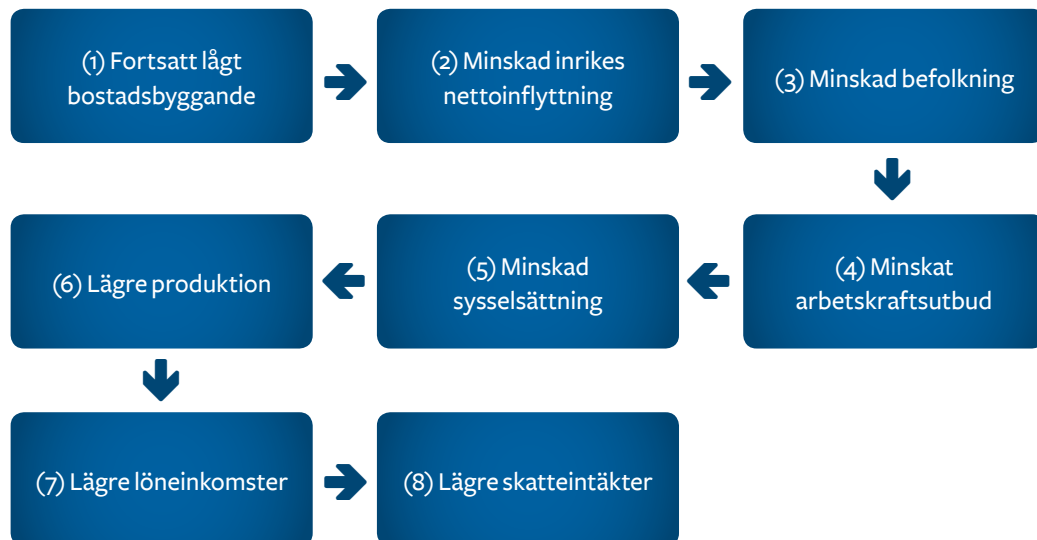 (1) Fortsatt lågt
bostadsbyggande
(2) Minskad inrikes
nettoinflyttning
(3) Minskad befolkning
(4) Minskat
arbetskraftsutbud
(5) Minskad
sysselsättning
(6) Lägre produktion
(7) Lägre löneinkomster
(8) Lägre skatteintäkter